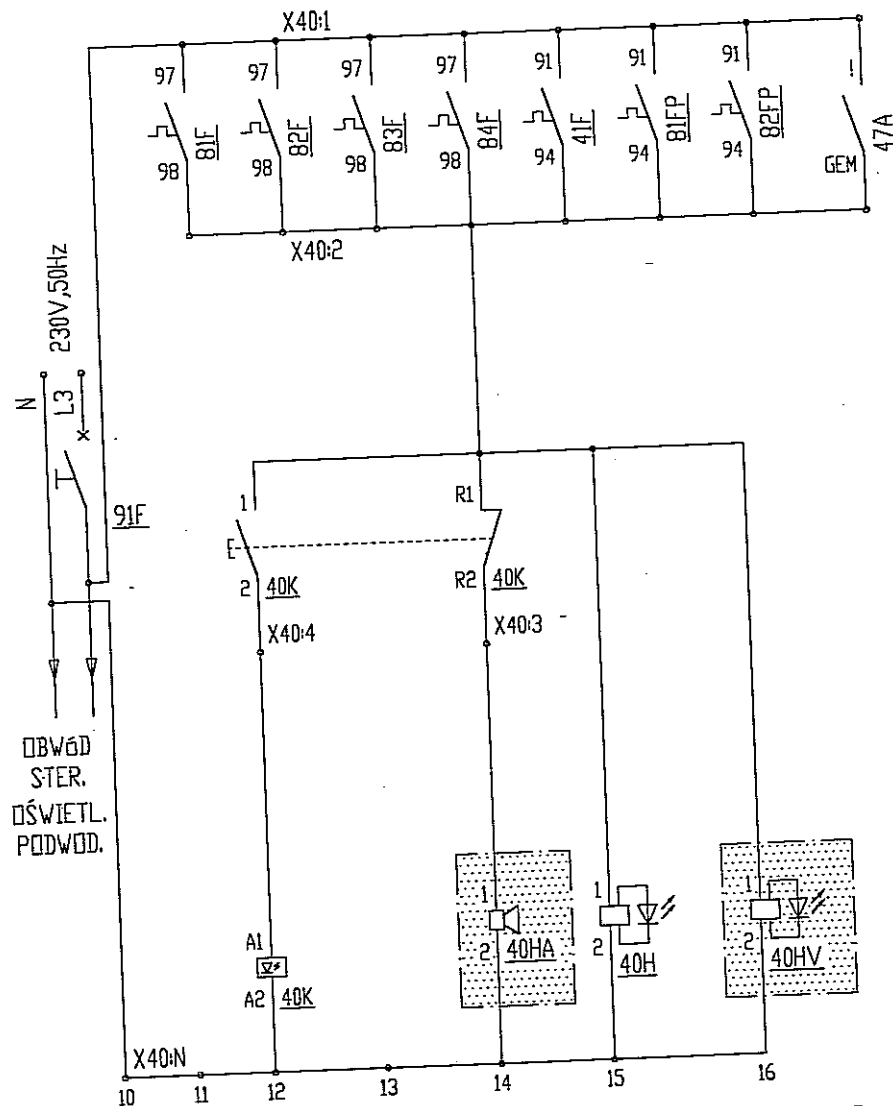 X40:1
97
97
97
97
91
91
91
!
81F
82F
83F
84F
41F
81FP
82FP
47A
98
98
98
98
94
94
94
GEM
X40:2
230V,50Hz
N
L3
91F
1
R1
2
40K
R2
40K
X40:4
X40:3
OBWóD
STER.
OŚWIETL.
PODWOD.
1
1
1
2
40HA
2
40H
2
40HV
A1
A2
40K
X40:N
10
11
12
13
14
15
16